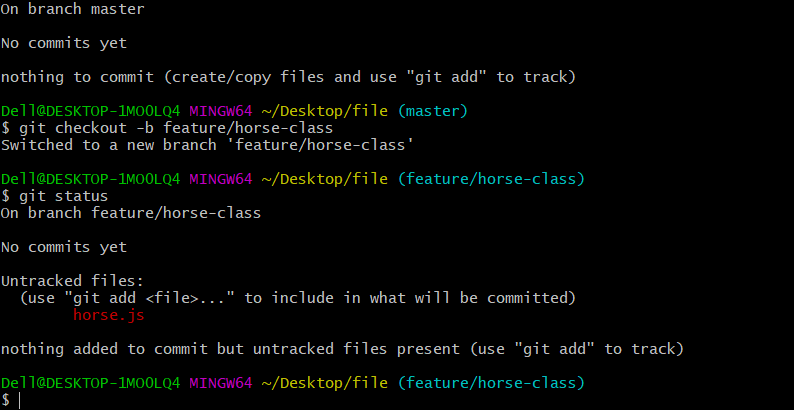 On branch master
No commits yet
nothing to commit (create/copy files and use "git add" to track)
Dell@DESKTOP-1MO0LQ4 MINGW64 ~/Desktop/file (master)
$ git checkout -b feature/horse-class
Switched to a new branch 'feature/horse-class'
Dell@DESKTOP-1MO0LQ4 MINGW64 ~/Desktop/file (feature/horse-class)
$ git status
On branch feature/horse-class
No commits yet
Untracked files:
  (use "git add <file>..." to include in what will be committed)
        horse.js
nothing added to commit but untracked files present (use "git add" to track)
Dell@DESKTOP-1MO0LQ4 MINGW64 ~/Desktop/file (feature/horse-class)
$